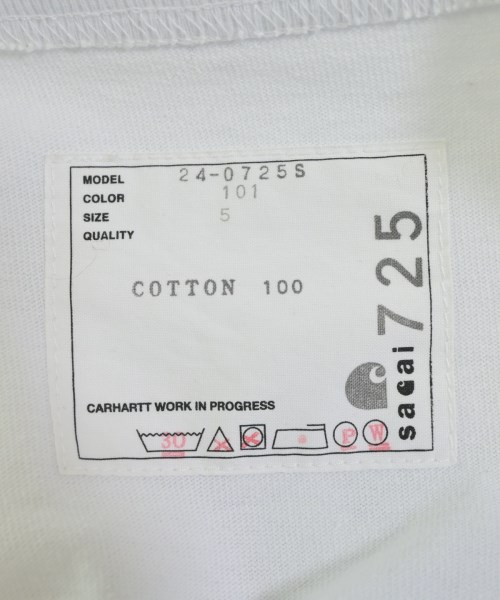 MODEL 24-0725S
COLOR 101
SIZE 5
QUALITY
COTTON 100
CARHARTT WORK IN PROGRESS
30 P W
sacai 725